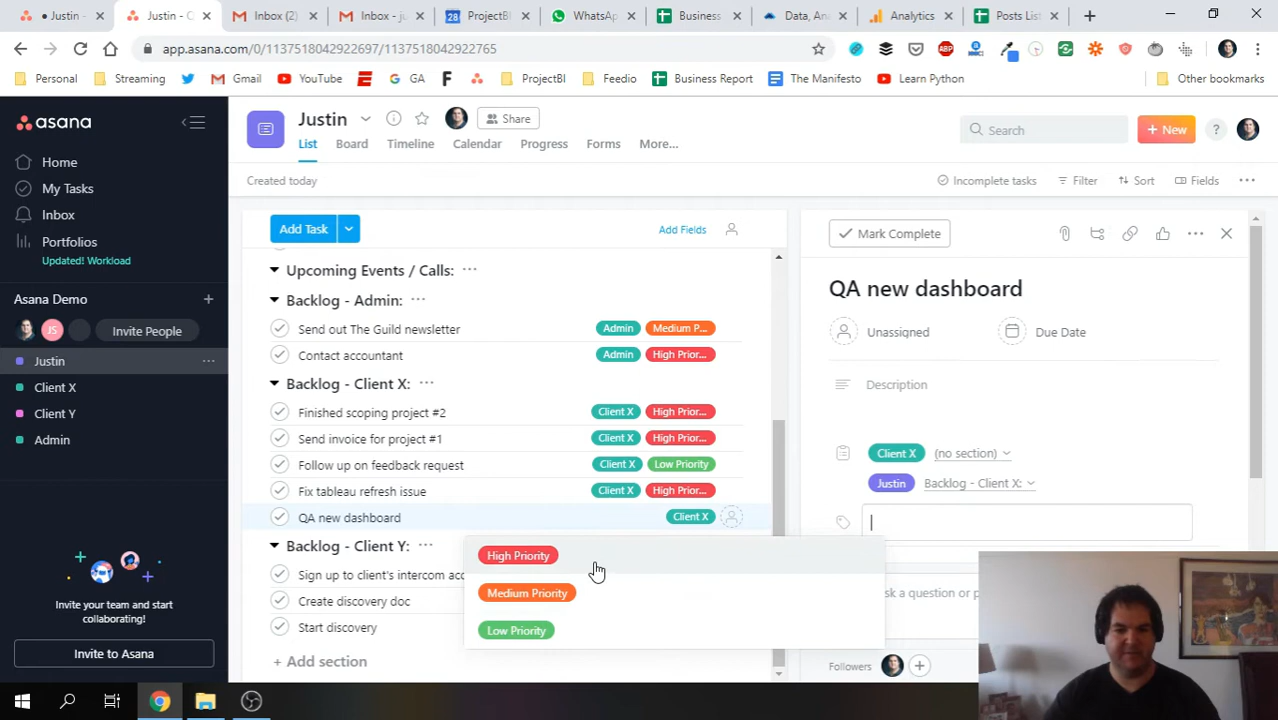 Justin -
Justin - C
Inbox (2)
Inbox - ju
28
ProjectBI
WhatsAp
Business
Data, Ana
Analytics
Posts List
app.asana.com/0/1137518042922697/1137518042922765
Personal
Streaming
Gmail
YouTube
GA
ProjectBI
Feedio
Business Report
The Manifesto
Learn Python
Other bookmarks
asana
Home
My Tasks
Inbox
Portfolios
Updated! Workload
Asana Demo
JS
Invite People
Justin
Client X
Client Y
Admin
Invite your team and start
collaborating!
Invite to Asana
Justin
Share
Search
+ New
?
List
Board
Timeline
Calendar
Progress
Forms
More...
Created today
Incomplete tasks
Filter
Sort
Fields
Add Task
Add Fields
Upcoming Events / Calls:
Backlog - Admin:
Send out The Guild newsletter
Admin
Medium P...
Contact accountant
Admin
High Prior...
Backlog - Client X:
Finished scoping project #2
Client X
High Prior...
Send invoice for project #1
Client X
High Prior...
Follow up on feedback request
Client X
Low Priority
Fix tableau refresh issue
Client X
High Prior...
QA new dashboard
Client X
Backlog - Client Y:
Sign up to client's intercom acc
Create discovery doc
Start discovery
+ Add section
High Priority
Medium Priority
Low Priority
Mark Complete
QA new dashboard
Unassigned
Due Date
Description
Client X
(no section)
Justin
Backlog - Client X:
sk a question or p
Followers